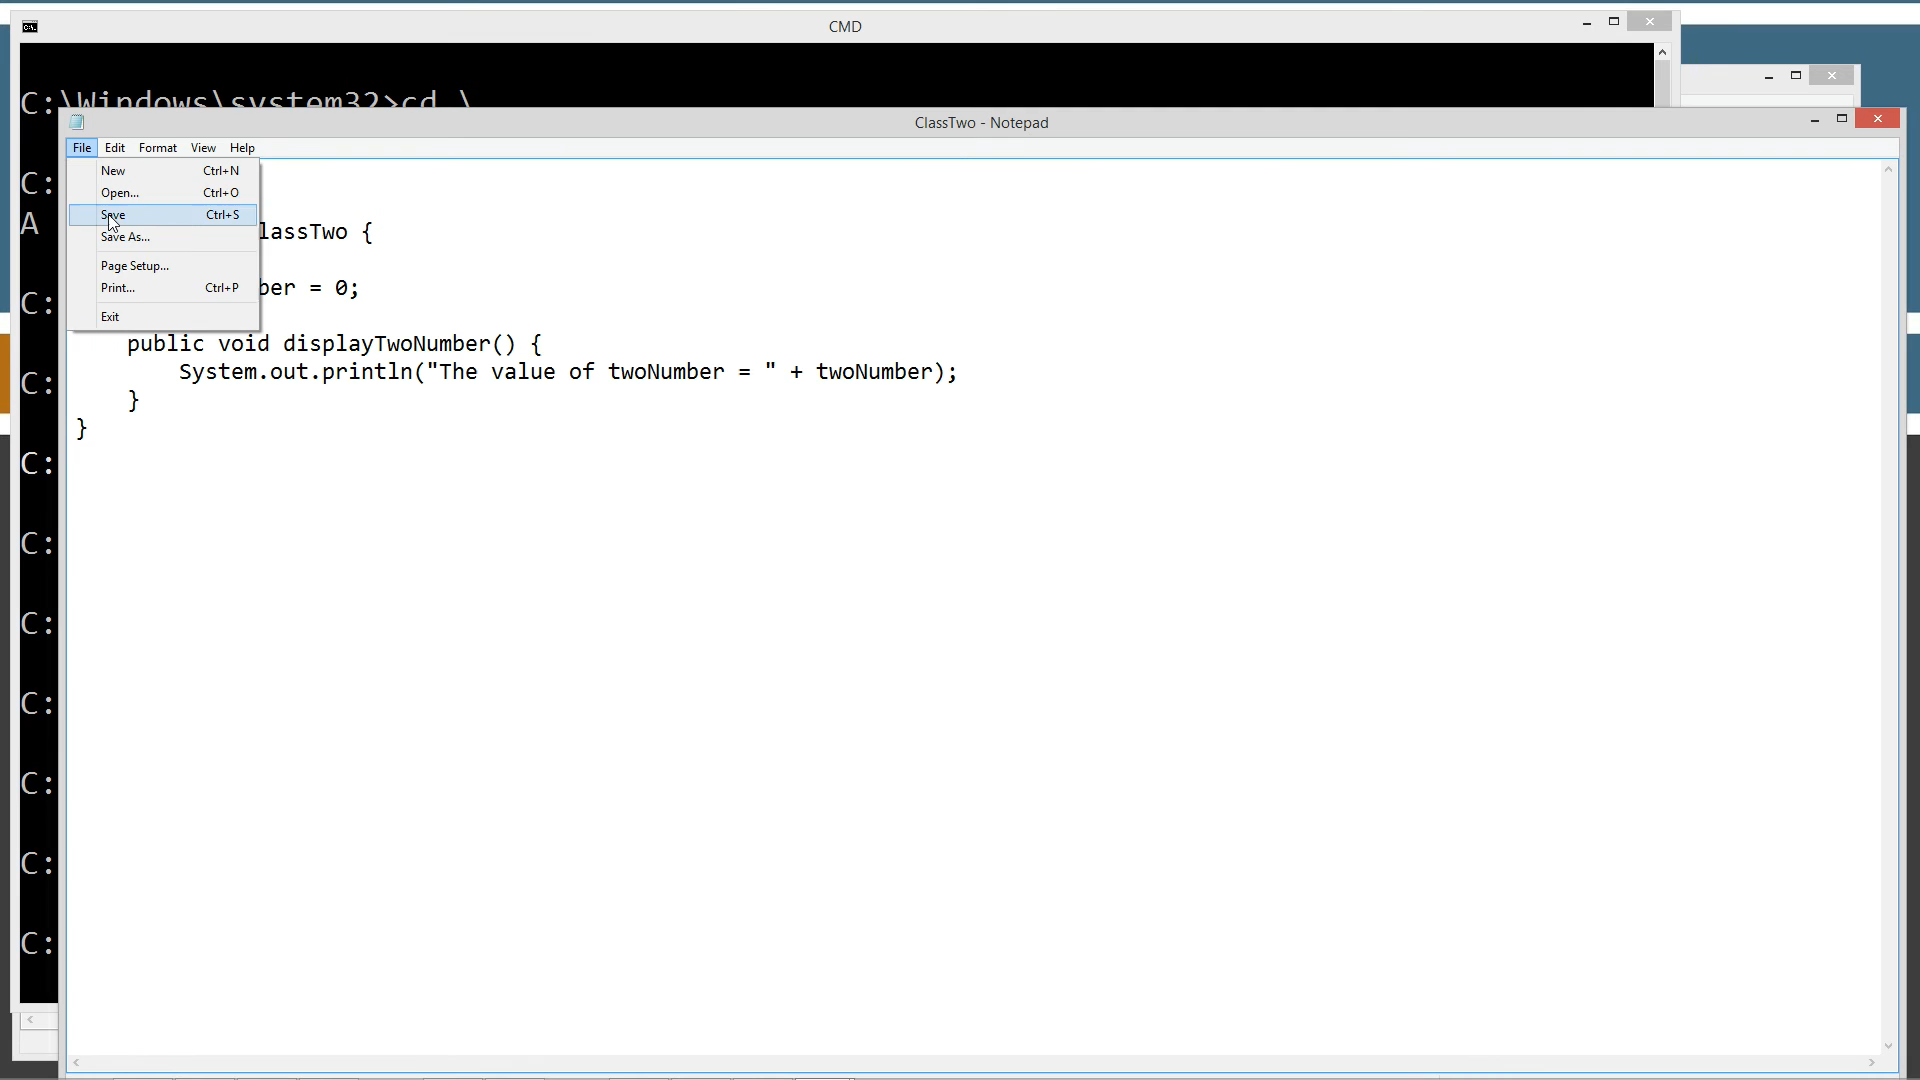 CMD
C:\Windows\system32>cd \
ClassTwo - Notepad
File Edit Format View Help
New Ctrl+N
Open... Ctrl+O
Save Ctrl+S
Save As...
Page Setup...
Print... Ctrl+P
Exit
C:
A
C:
C:
C:
C:
C:
C:
C:
C:
C:
lassTwo {
ber = 0;
public void displayTwoNumber() {
System.out.println("The value of twoNumber = " + twoNumber);
}
}